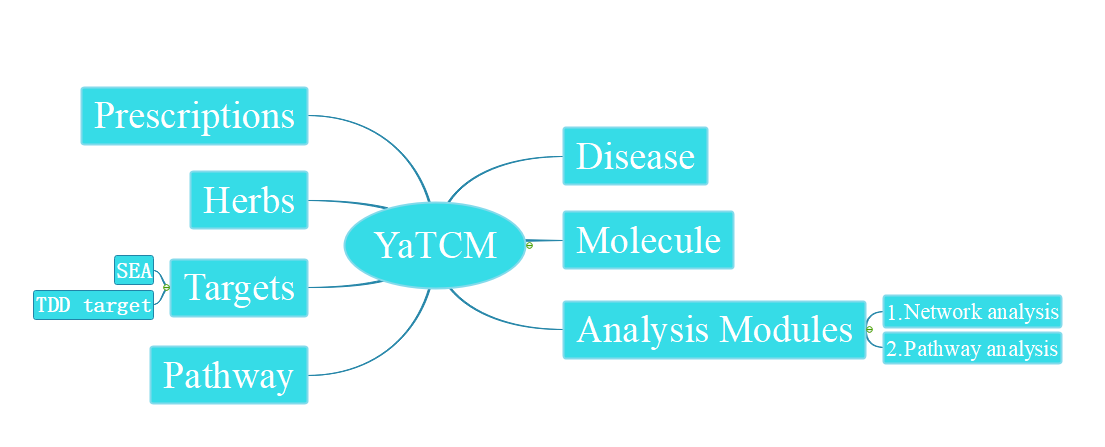 Prescriptions
Herbs
SEA
TDD target
Targets
Pathway
YaTCM
Disease
Molecule
Analysis Modules
1.Network analysis
2.Pathway analysis